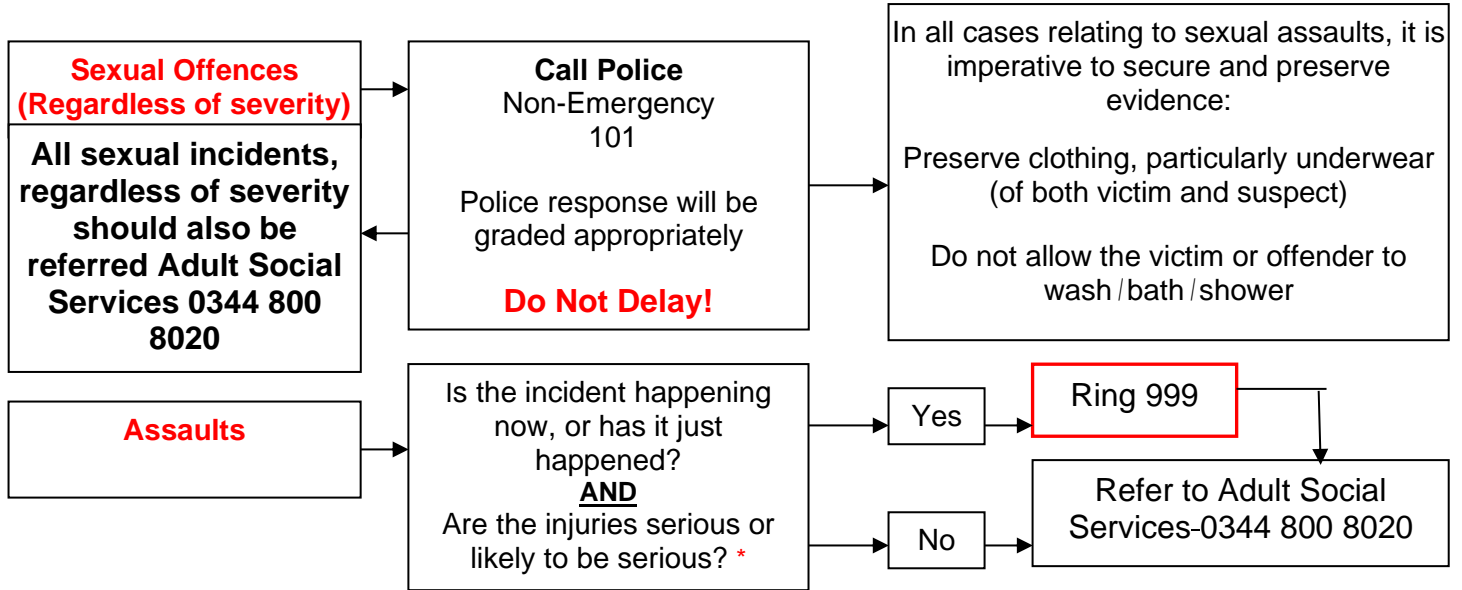 Sexual Offences
(Regardless of severity)
All sexual incidents,
regardless of severity
should also be
referred Adult Social
Services 0344 800
8020
Call Police
Non-Emergency
101
Police response will be
graded appropriately
Do Not Delay!
In all cases relating to sexual assaults, it is
imperative to secure and preserve
evidence:
Preserve clothing, particularly underwear
(of both victim and suspect)
Do not allow the victim or offender to
wash/bath/shower
Assaults
Is the incident happening
now, or has it just
happened?
AND
Are the injuries serious or
likely to be serious? *
Yes
Ring 999
No
Refer to Adult Social
Services-0344 800 8020